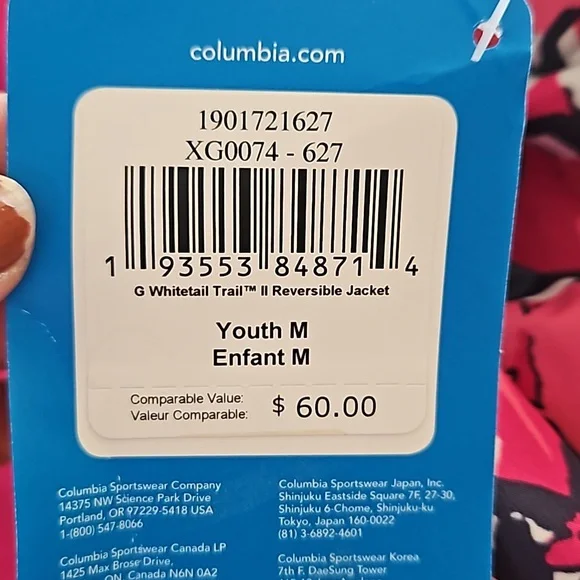 columbia.com
1901721627
XG0074 - 627
1 93553 84871 4
G Whitetail Trail™ II Reversible Jacket
Youth M
Enfant M
Comparable Value:
Valeur Comparable:
$ 60.00
Columbia Sportswear Company
14375 NW Science Park Drive
Portland, OR 97229-5418 USA
1-(800) 547-8066
Columbia Sportswear Canada LP
1425 Max Brose Drive,
ON, Canada N6N 0A2
Columbia Sportswear Japan, Inc.
Shinjuku Eastside Square 7F, 27-30,
Shinjuku 6-Chome, Shinjuku-ku
Tokyo, Japan 160-0022
(81) 3-6892-4601
Columbia Sportswear Korea
7th F. DaeSung Tower